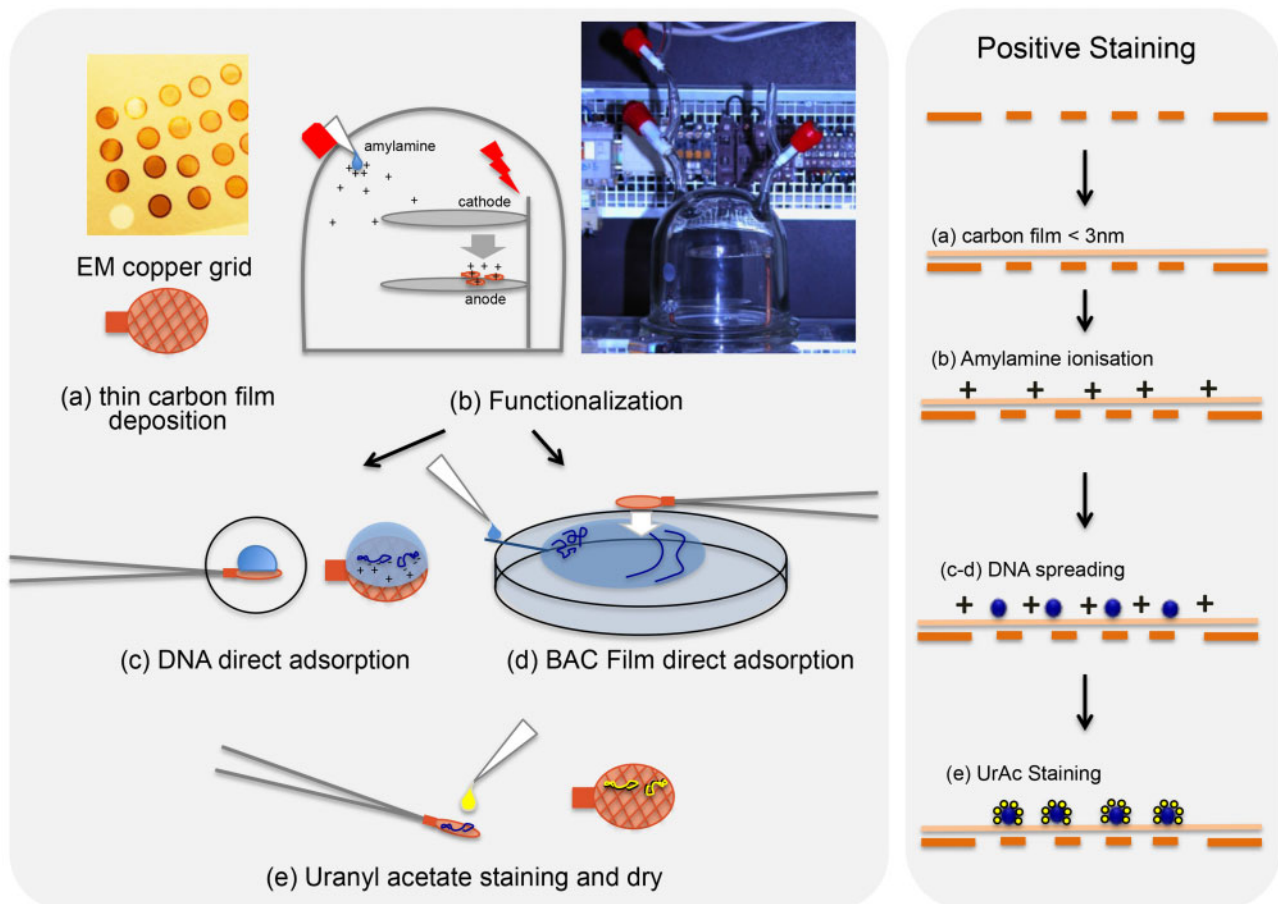 amylamine
cathode
anode
EM copper grid
(a) thin carbon film
deposition
(b) Functionalization
(c) DNA direct adsorption
(d) BAC Film direct adsorption
(e) Uranyl acetate staining and dry
Positive Staining
(a) carbon film < 3nm
(b) Amylamine ionisation
(c-d) DNA spreading
(e) UrAc Staining